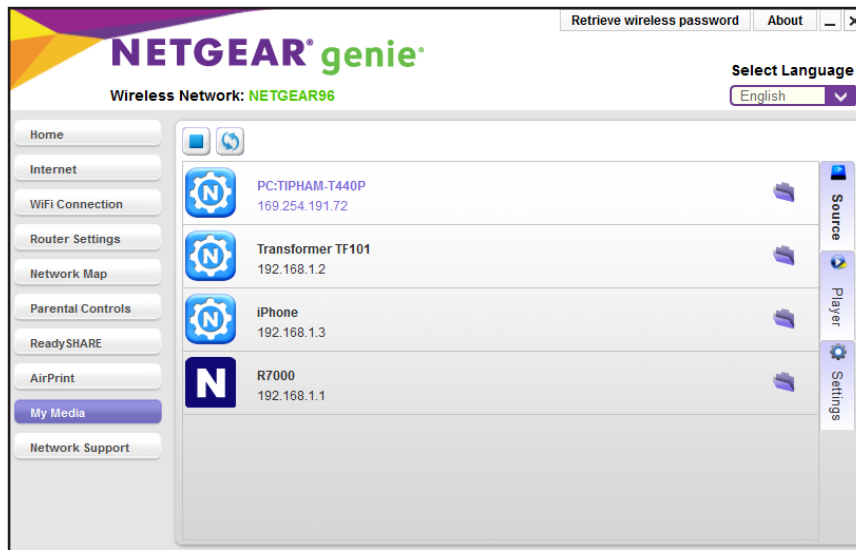 Retrieve wireless password About
NETGEAR® genie®
Select Language
Wireless Network: NETGEAR96
English
Home
Internet
WiFi Connection
Router Settings
Network Map
Parental Controls
ReadySHARE
AirPrint
My Media
Network Support
N
PC:TIPHAM-T440P
169.254.191.72
N
Transformer TF101
192.168.1.2
N
iPhone
192.168.1.3
N
R7000
192.168.1.1
Source
Player
Settings